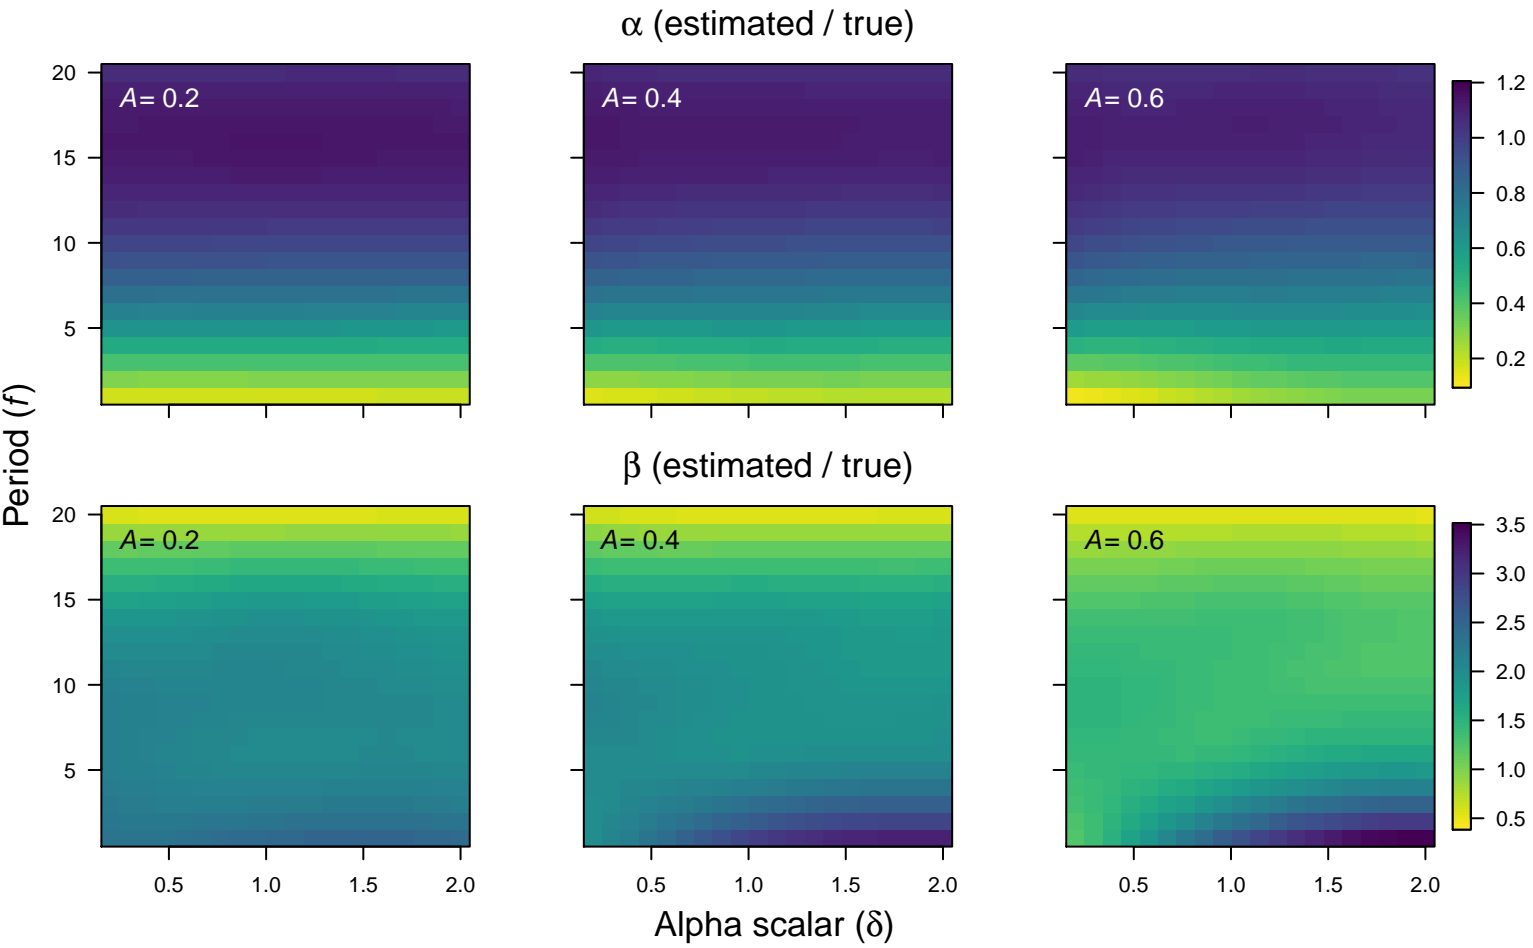 α (estimated / true)
A= 0.2
A= 0.4
A= 0.6
20
15
10
5
1.2
1.0
0.8
0.6
0.4
0.2
Period (f)
β (estimated / true)
A= 0.2
A= 0.4
A= 0.6
20
15
10
5
3.5
3.0
2.5
2.0
1.5
1.0
0.5
0.5 1.0 1.5 2.0
0.5 1.0 1.5 2.0
0.5 1.0 1.5 2.0
Alpha scalar (δ)